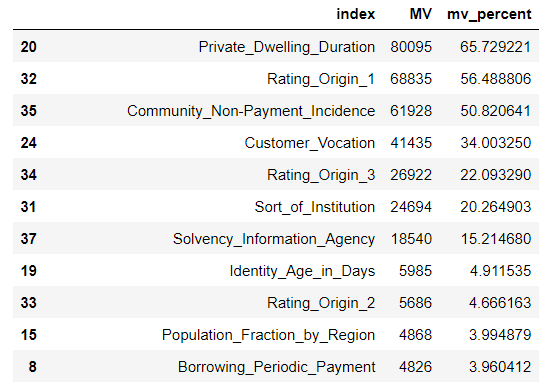 index MV mv_percent
20 Private_Dwelling_Duration 80095 65.729221
32 Rating_Origin_1 68835 56.488806
35 Community_Non-Payment_Incidence 61928 50.820641
24 Customer_Vocation 41435 34.003250
34 Rating_Origin_3 26922 22.093290
31 Sort_of_Institution 24694 20.264903
37 Solvency_Information_Agency 18540 15.214680
19 Identity_Age_in_Days 5985 4.911535
33 Rating_Origin_2 5686 4.666163
15 Population_Fraction_by_Region 4868 3.994879
8 Borrowing_Periodic_Payment 4826 3.960412